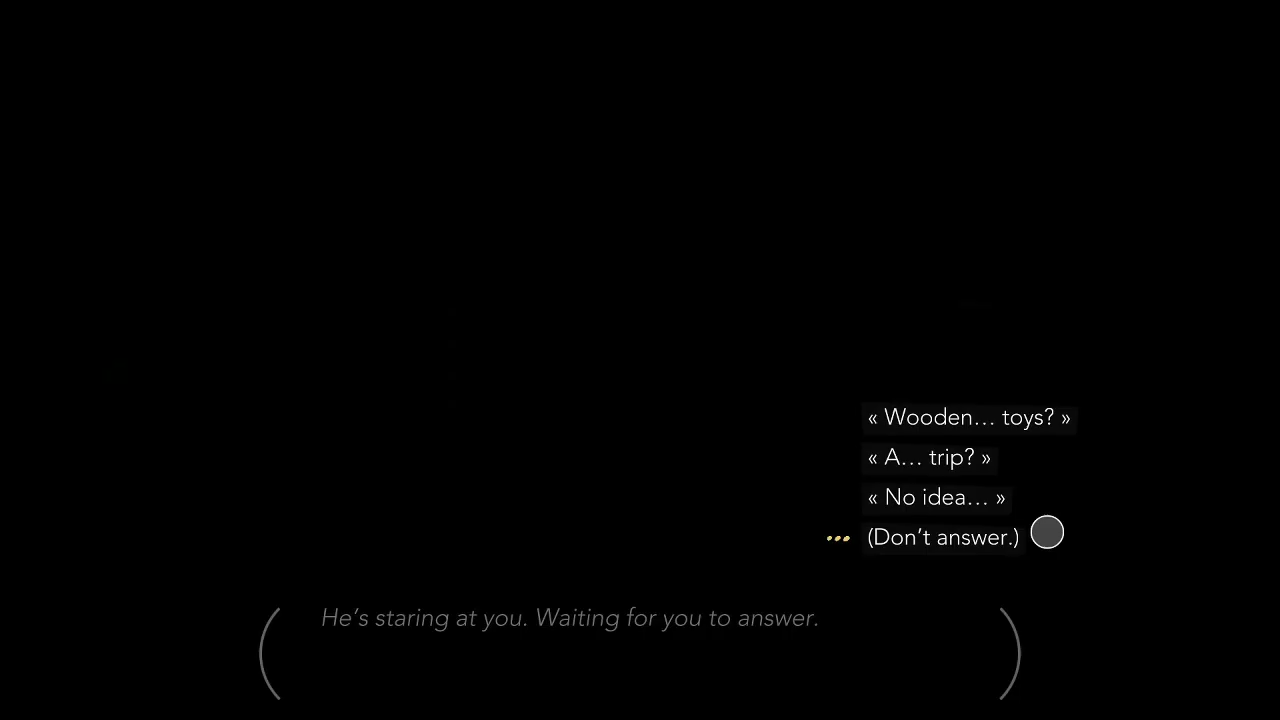 « Wooden… toys? »
« A… trip? »
« No idea… »
(Don’t answer.)
He’s staring at you. Waiting for you to answer.